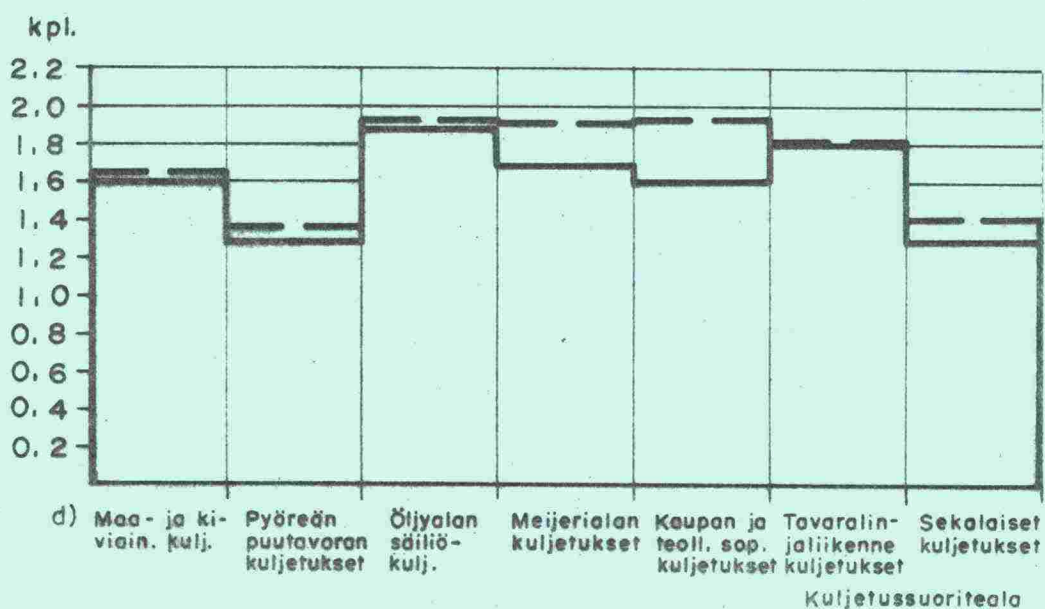 kpl.
2.2
2.0
1.8
1.6
1.4
1.2
1.0
0.8
0.6
0.4
0.2
d)
Maa- ja ki-
viain. kulj.
Pyöreän
puutavaran
kuljetukset
Öljyalan
säiliö-
kulj.
Meijerialan
kuljetukset
Kaupan ja
teoll. sop.
kuljetukset
Tavaralin-
jaliikenne
kuljetukset
Sekalaiset
kuljetukset
Kuljetussuoriteala